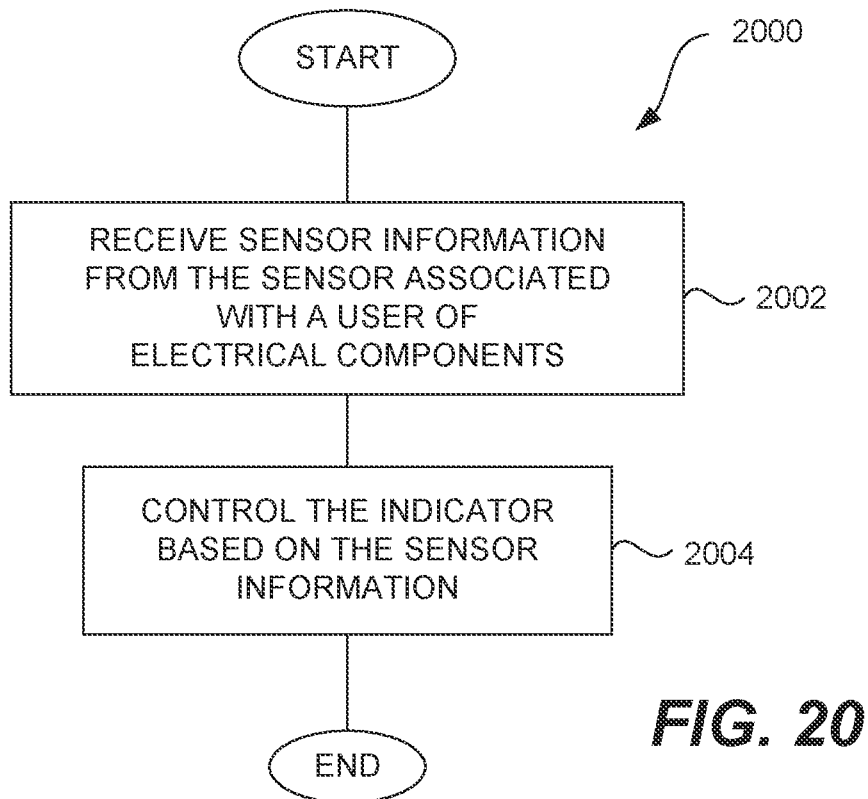 START
2000
RECEIVE SENSOR INFORMATION
FROM THE SENSOR ASSOCIATED
WITH A USER OF
ELECTRICAL COMPONENTS
2002
CONTROL THE INDICATOR
BASED ON THE SENSOR
INFORMATION
2004
END
FIG. 20